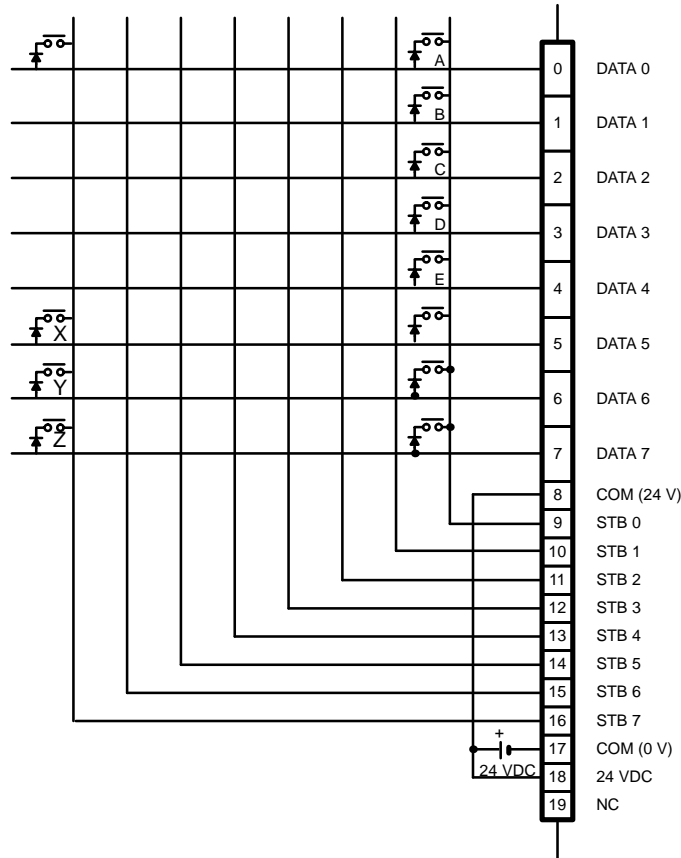 A
0 DATA 0
B
1 DATA 1
C
2 DATA 2
D
3 DATA 3
E
4 DATA 4
X
5 DATA 5
Y
6 DATA 6
Z
7 DATA 7
8 COM (24 V)
9 STB 0
10 STB 1
11 STB 2
12 STB 3
13 STB 4
14 STB 5
15 STB 6
16 STB 7
+
17 COM (0 V)
24 VDC
18 24 VDC
19 NC